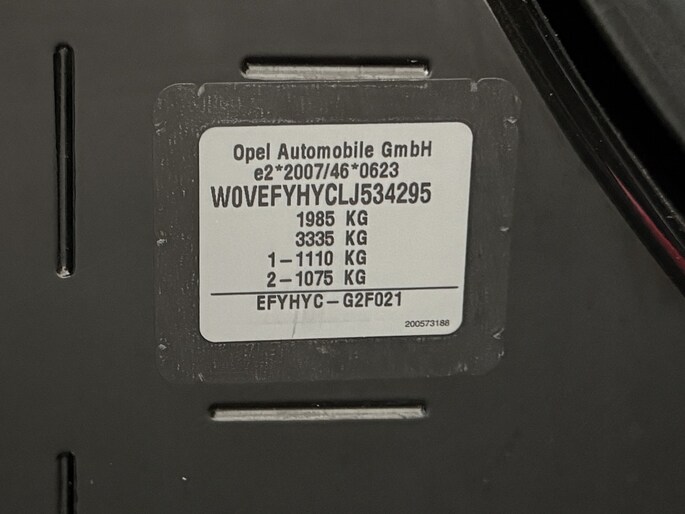 Opel Automobile GmbH
e2*2007/46*0623
W0VEFYHYCLJ534295
1985 KG
3335 KG
1-1110 KG
2-1075 KG
EFYHYC-G2F021
200573188